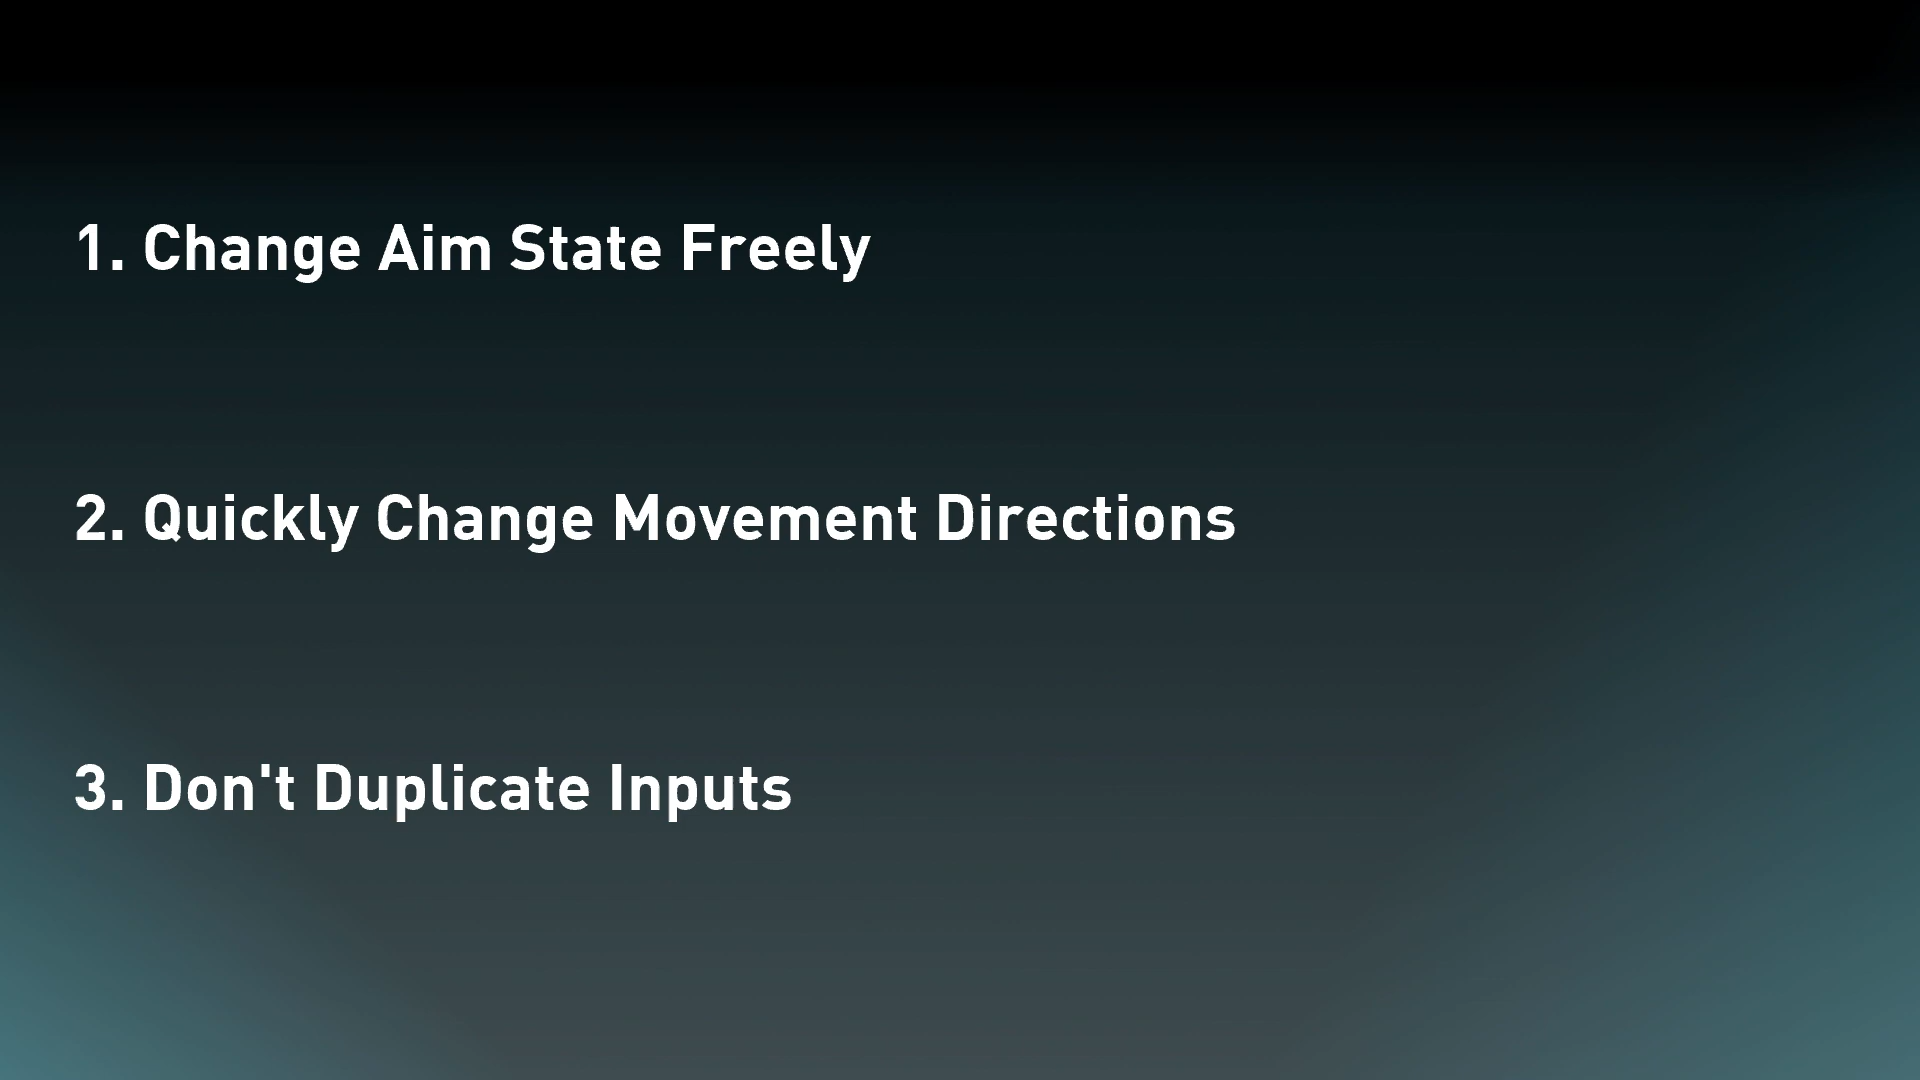 1. Change Aim State Freely
2. Quickly Change Movement Directions
3. Don't Duplicate Inputs